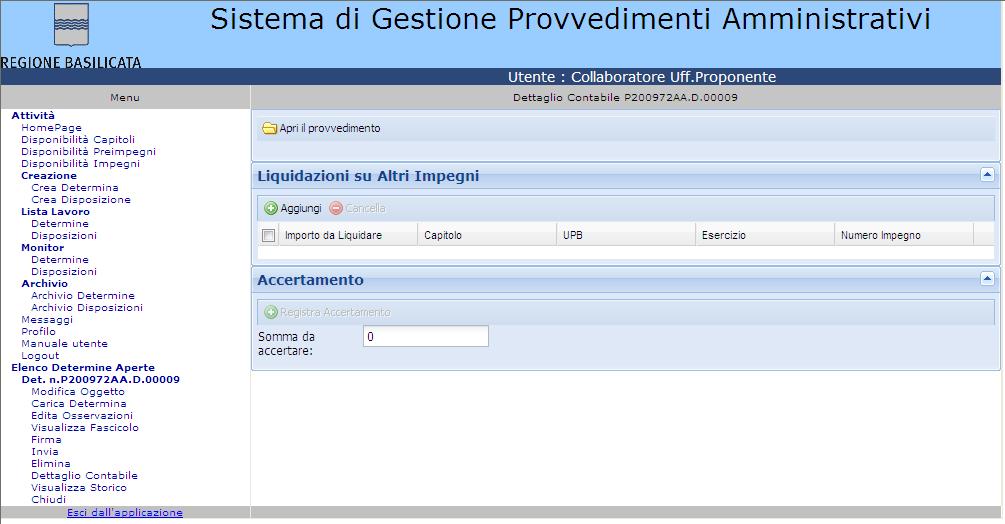 Sistema di Gestione Provvedimenti Amministrativi
REGIONE BASILICATA
Utente : Collaboratore Uff.Proponente
Menu
Attività
HomePage
Disponibilità Capitoli
Disponibilità Preimpegni
Disponibilità Impegni
Creazione
Crea Determina
Crea Disposizione
Lista Lavoro
Determine
Disposizioni
Monitor
Determine
Disposizioni
Archivio
Archivio Determine
Archivio Disposizioni
Messaggi
Profilo
Manuale utente
Logout
Elenco Determine Aperte
Det. n.P200972AA.D.00009
Modifica Oggetto
Carica Determina
Edita Osservazioni
Visualizza Fascicolo
Firma
Invia
Elimina
Dettaglio Contabile
Visualizza Storico
Chiudi
Esci dall'applicazione
Dettaglio Contabile P200972AA.D.00009
Apri il provvedimento
Liquidazioni su Altri Impegni
Aggiungi Cancella
Importo da Liquidare Capitolo UPB Esercizio Numero Impegno
Accertamento
Registra Accertamento
Somma da 0
accertare: